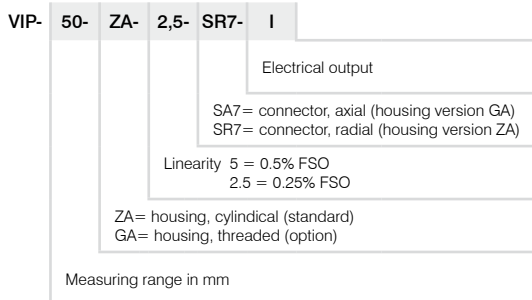 VIP- 50- ZA- 2,5- SR7- I
Electrical output
SA7= connector, axial (housing version GA)
SR7= connector, radial (housing version ZA)
Linearity 5 = 0.5% FSO
2.5 = 0.25% FSO
ZA= housing, cylindical (standard)
GA= housing, threaded (option)
Measuring range in mm